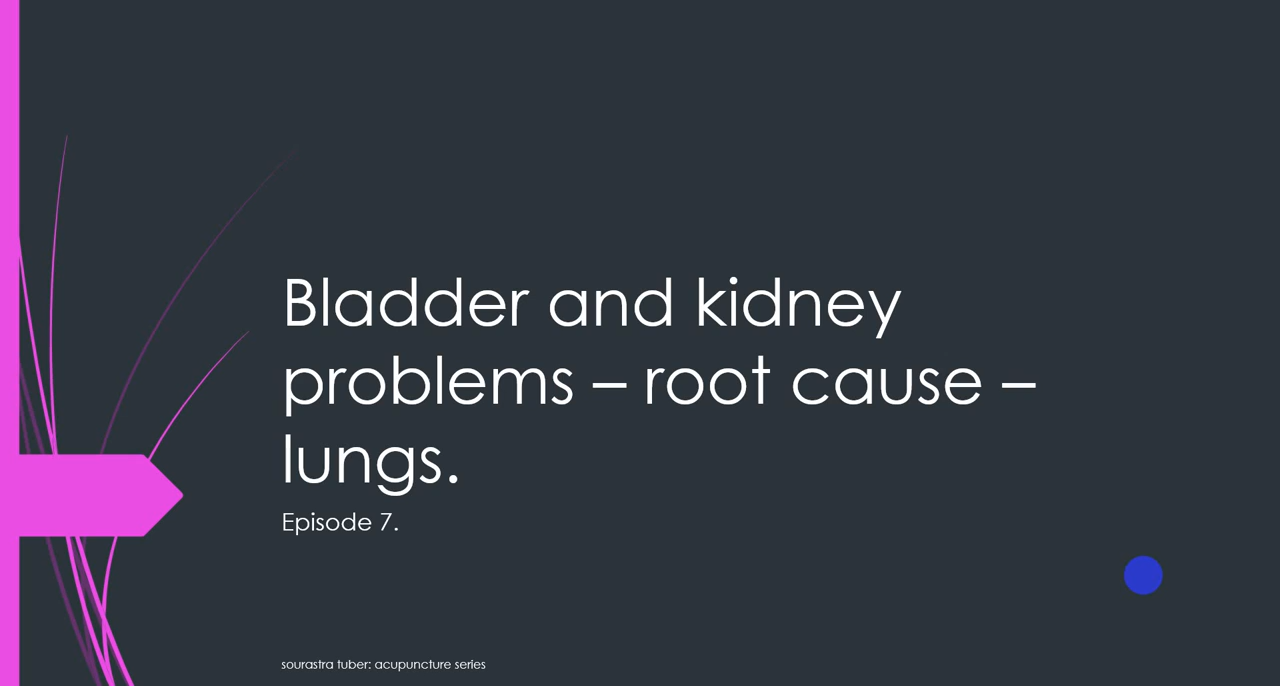 Bladder and kidney
problems – root cause –
lungs.
Episode 7.
sourastra tuber: acupuncture series